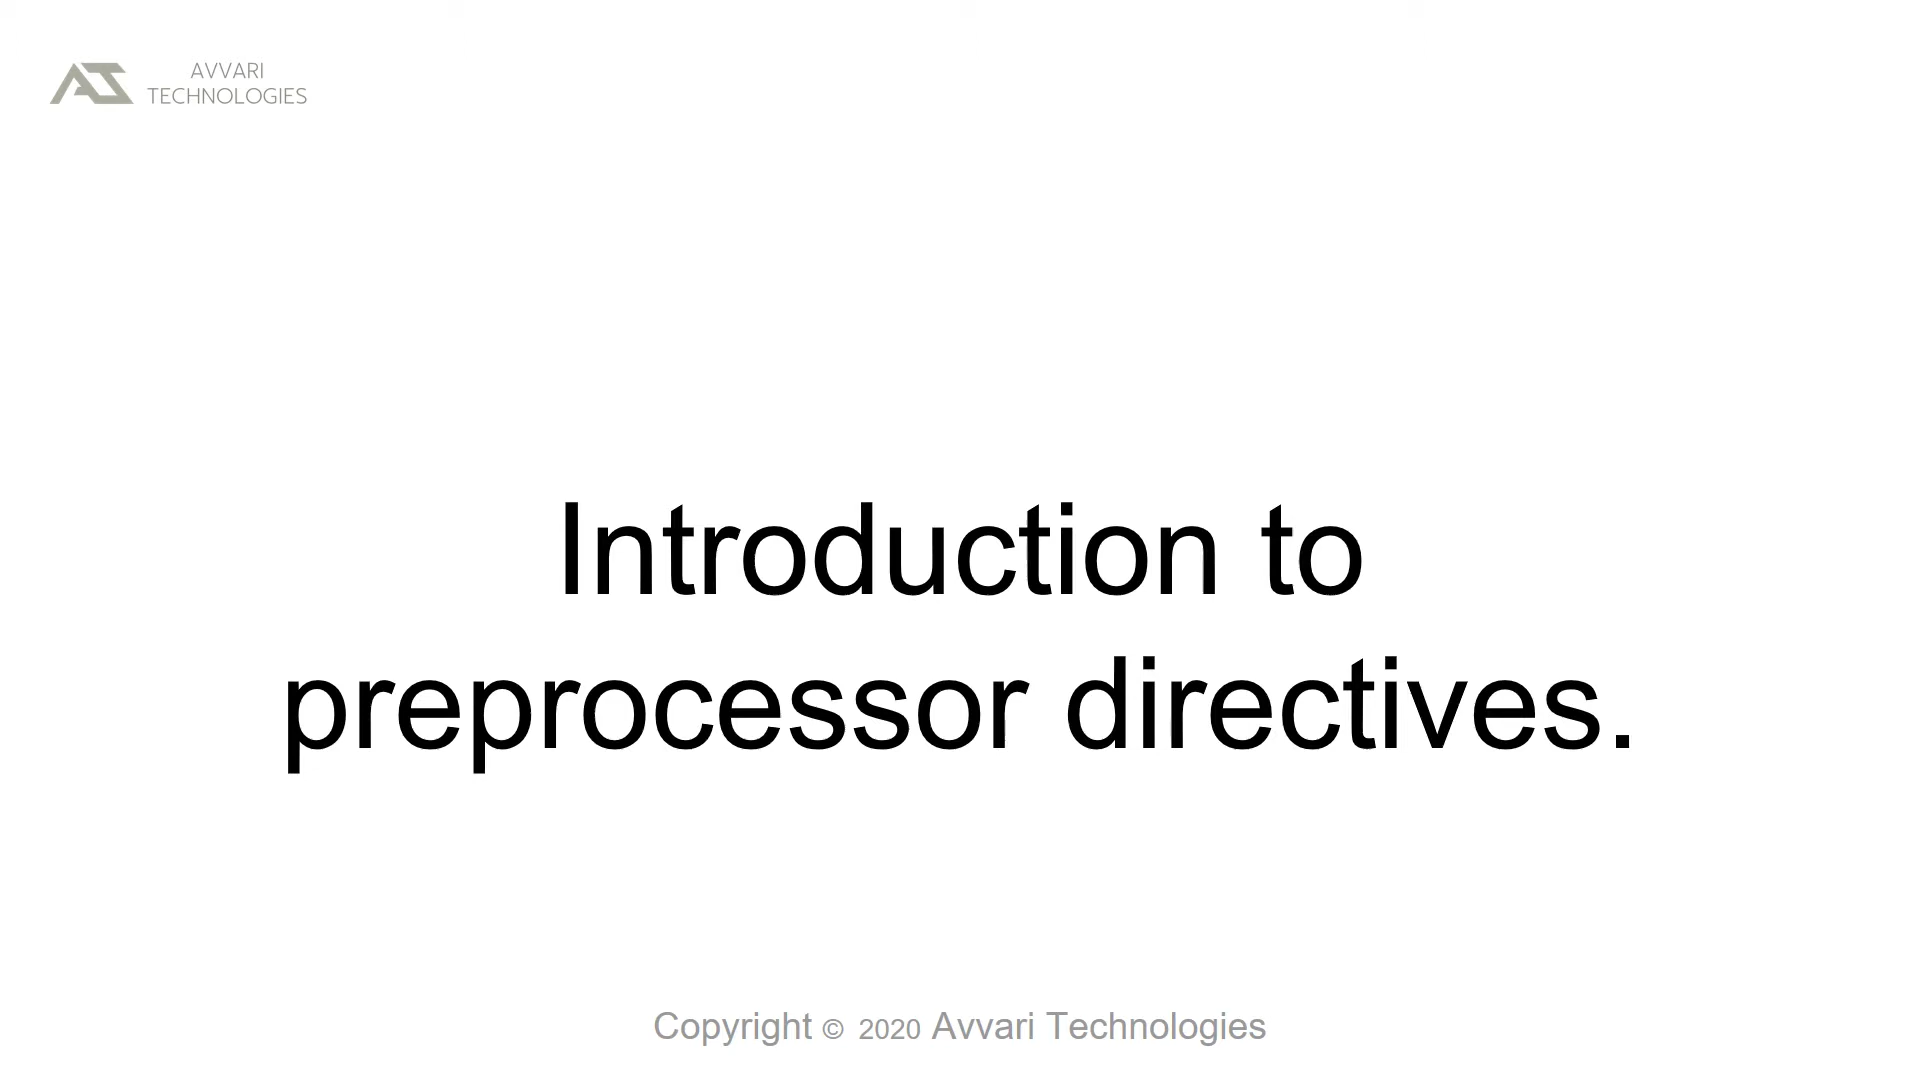 AVVARI
TECHNOLOGIES
Introduction to
preprocessor directives.
Copyright © 2020 Avvari Technologies